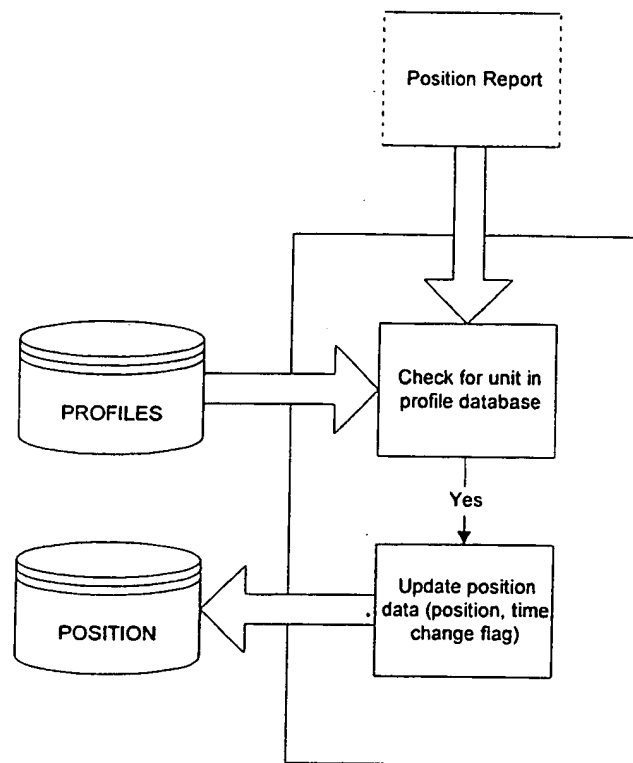 Position Report
PROFILES
Check for unit in
profile database
Yes
POSITION
Update position
data (position, time
change flag)